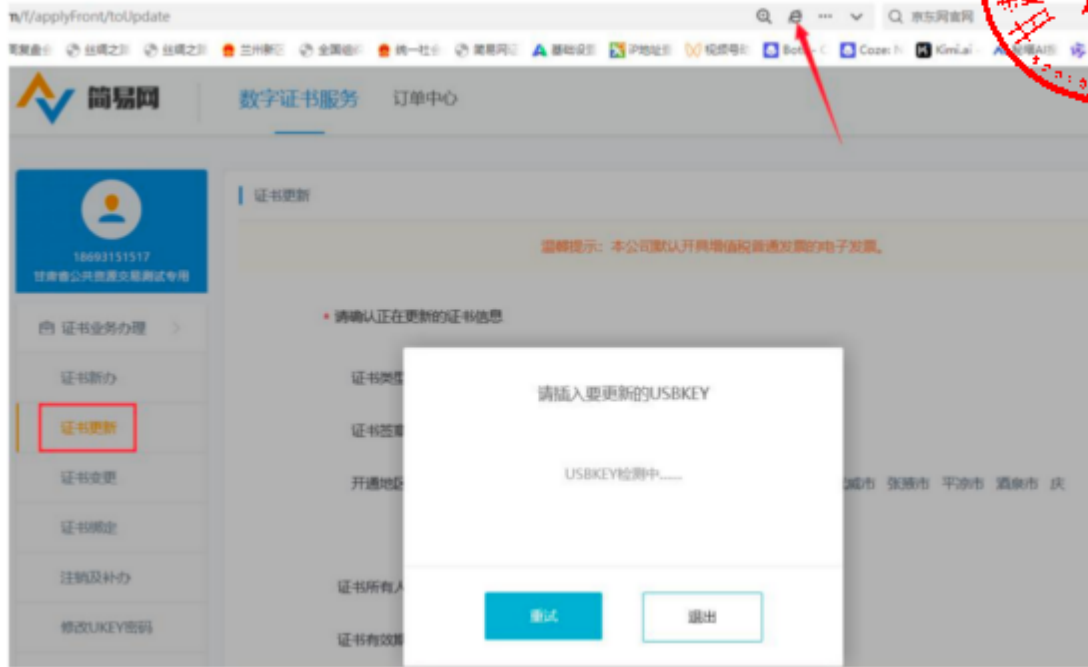 /f/applyFront/toUpdate
京东网官网
兰州新区
Kimi.ai
简易网
数字证书服务
订单中心
18693151517
甘肃省公共资源交易测试专用
证书更新
温馨提示：本公司默认开具增值税普通发票的电子发票。
证书业务办理
* 请确认正在更新的证书信息
证书新办
证书类型
请插入要更新的USBKEY
证书更新
证书签章
USBKEY检测中......
证书变更
开通地区
威市 张掖市 平凉市 酒泉市 庆
证书绑定
注销及补办
证书所有人
重试
退出
修改UKEY密码
证书有效期